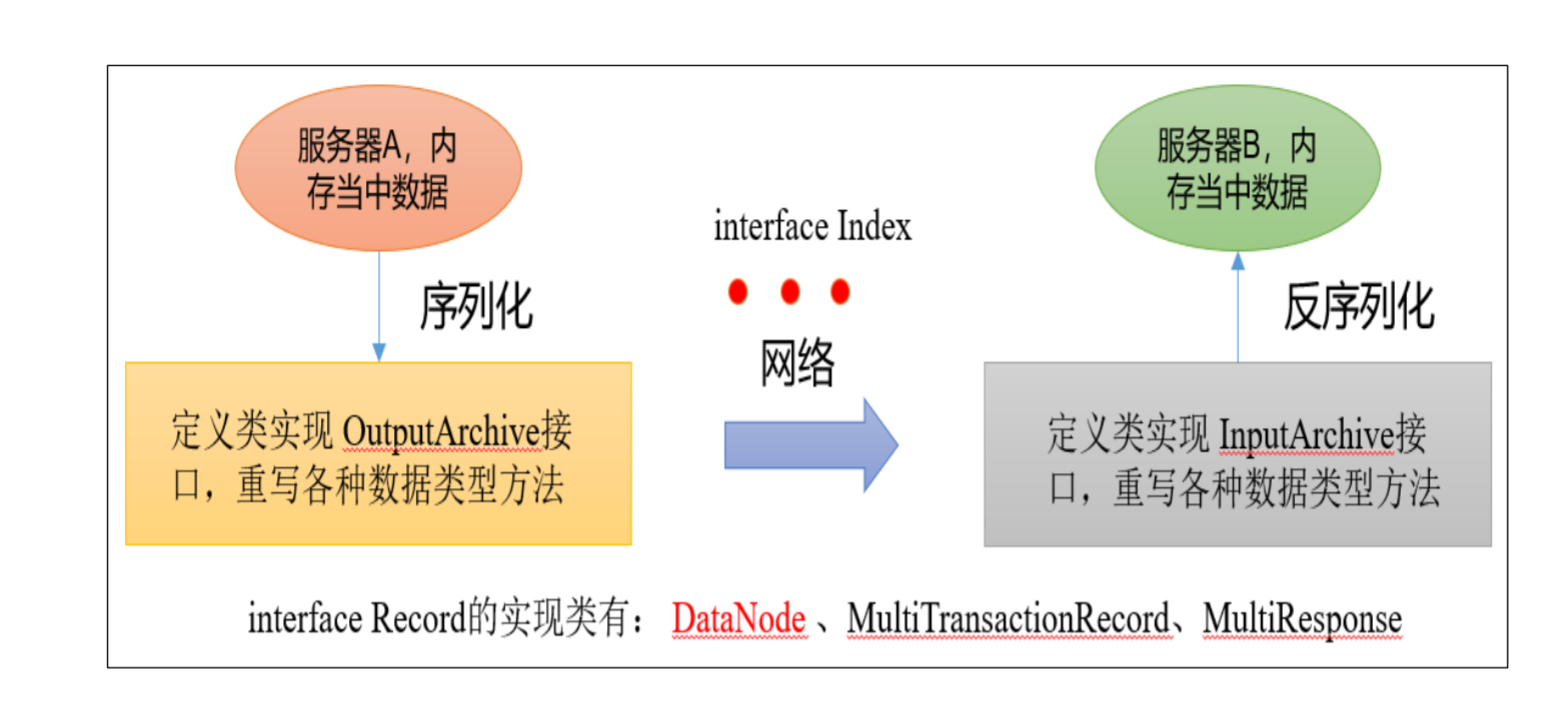 服务器A，内
存当中数据
服务器B，内
存当中数据
interface Index
序列化
反序列化
网络
定义类实现 OutputArchive接
口，重写各种数据类型方法
定义类实现 InputArchive接
口，重写各种数据类型方法
interface Record的实现类有： DataNode 、MultiTransactionRecord、MultiResponse